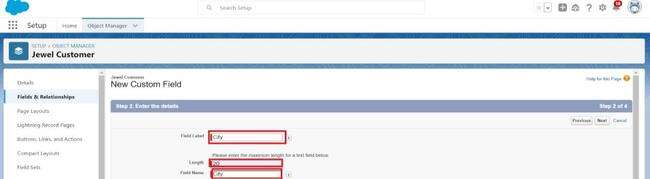 Search Setup
Setup Home Object Manager
SETUP > OBJECT MANAGER
Jewel Customer
Details
Fields & Relationships
Page Layouts
Lightning Record Pages
Buttons, Links, and Actions
Compact Layouts
Field Sets
Jewel Customer
New Custom Field
Help for this Page
Step 2. Enter the details
Step 2 of 4
Previous Next Cancel
Field Label City
Please enter the maximum length for a text field below.
Length 20
Field Name City